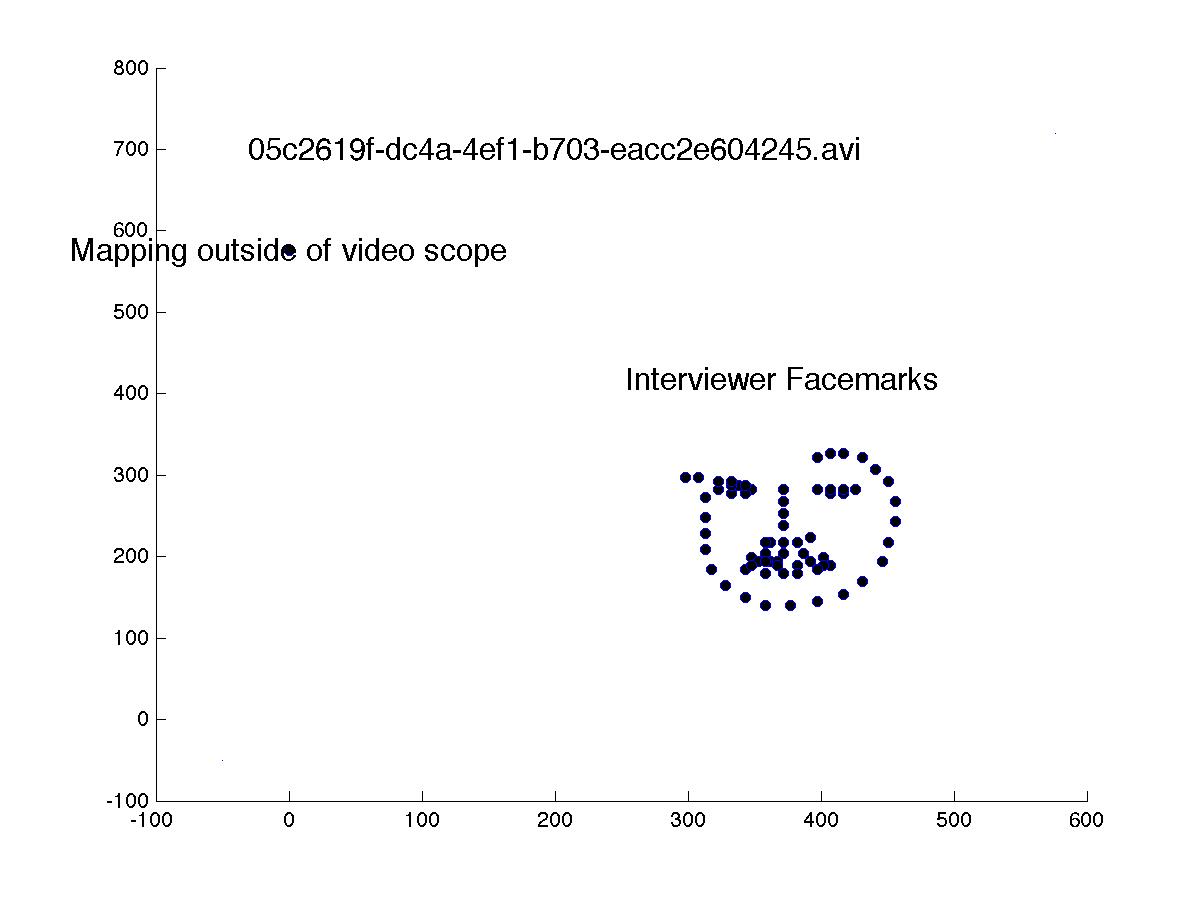 800
05c2619f-dc4a-4ef1-b703-eacc2e604245.avi
700
600
Mapping outside of video scope
500
Interviewer Facemarks
400
300
200
100
0
-100
-100 0 100 200 300 400 500 600